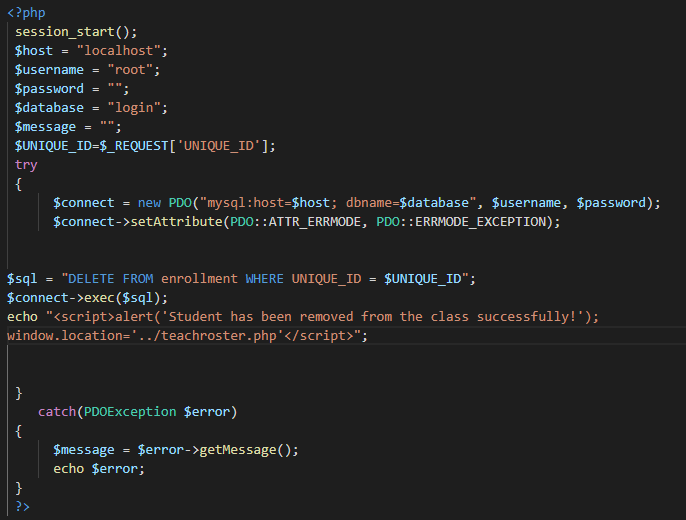 <?php
session_start();
$host = "localhost";
$username = "root";
$password = "";
$database = "login";
$message = "";
$UNIQUE_ID=$_REQUEST['UNIQUE_ID'];
try
{
$connect = new PDO("mysql:host=$host; dbname=$database", $username, $password);
$connect->setAttribute(PDO::ATTR_ERRMODE, PDO::ERRMODE_EXCEPTION);
$sql = "DELETE FROM enrollment WHERE UNIQUE_ID = $UNIQUE_ID";
$connect->exec($sql);
echo "<script>alert('Student has been removed from the class successfully!');
window.location='../teachroster.php'</script>";
}
catch(PDOException $error)
{
$message = $error->getMessage();
echo $error;
}
?>